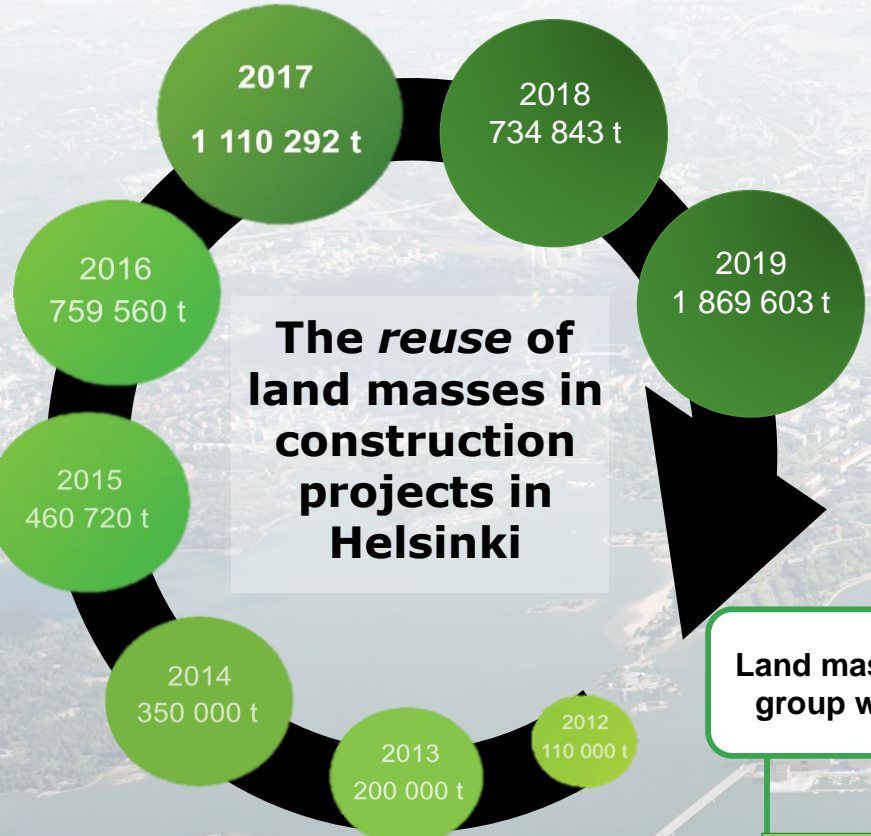 2017
1 110 292 t
2018
734 843 t
2016
759 560 t
2019
1 869 603 t
The reuse of
land masses in
construction
projects in
Helsinki
2015
460 720 t
2014
350 000 t
2013
200 000 t
2012
110 000 t
Land mas
group w